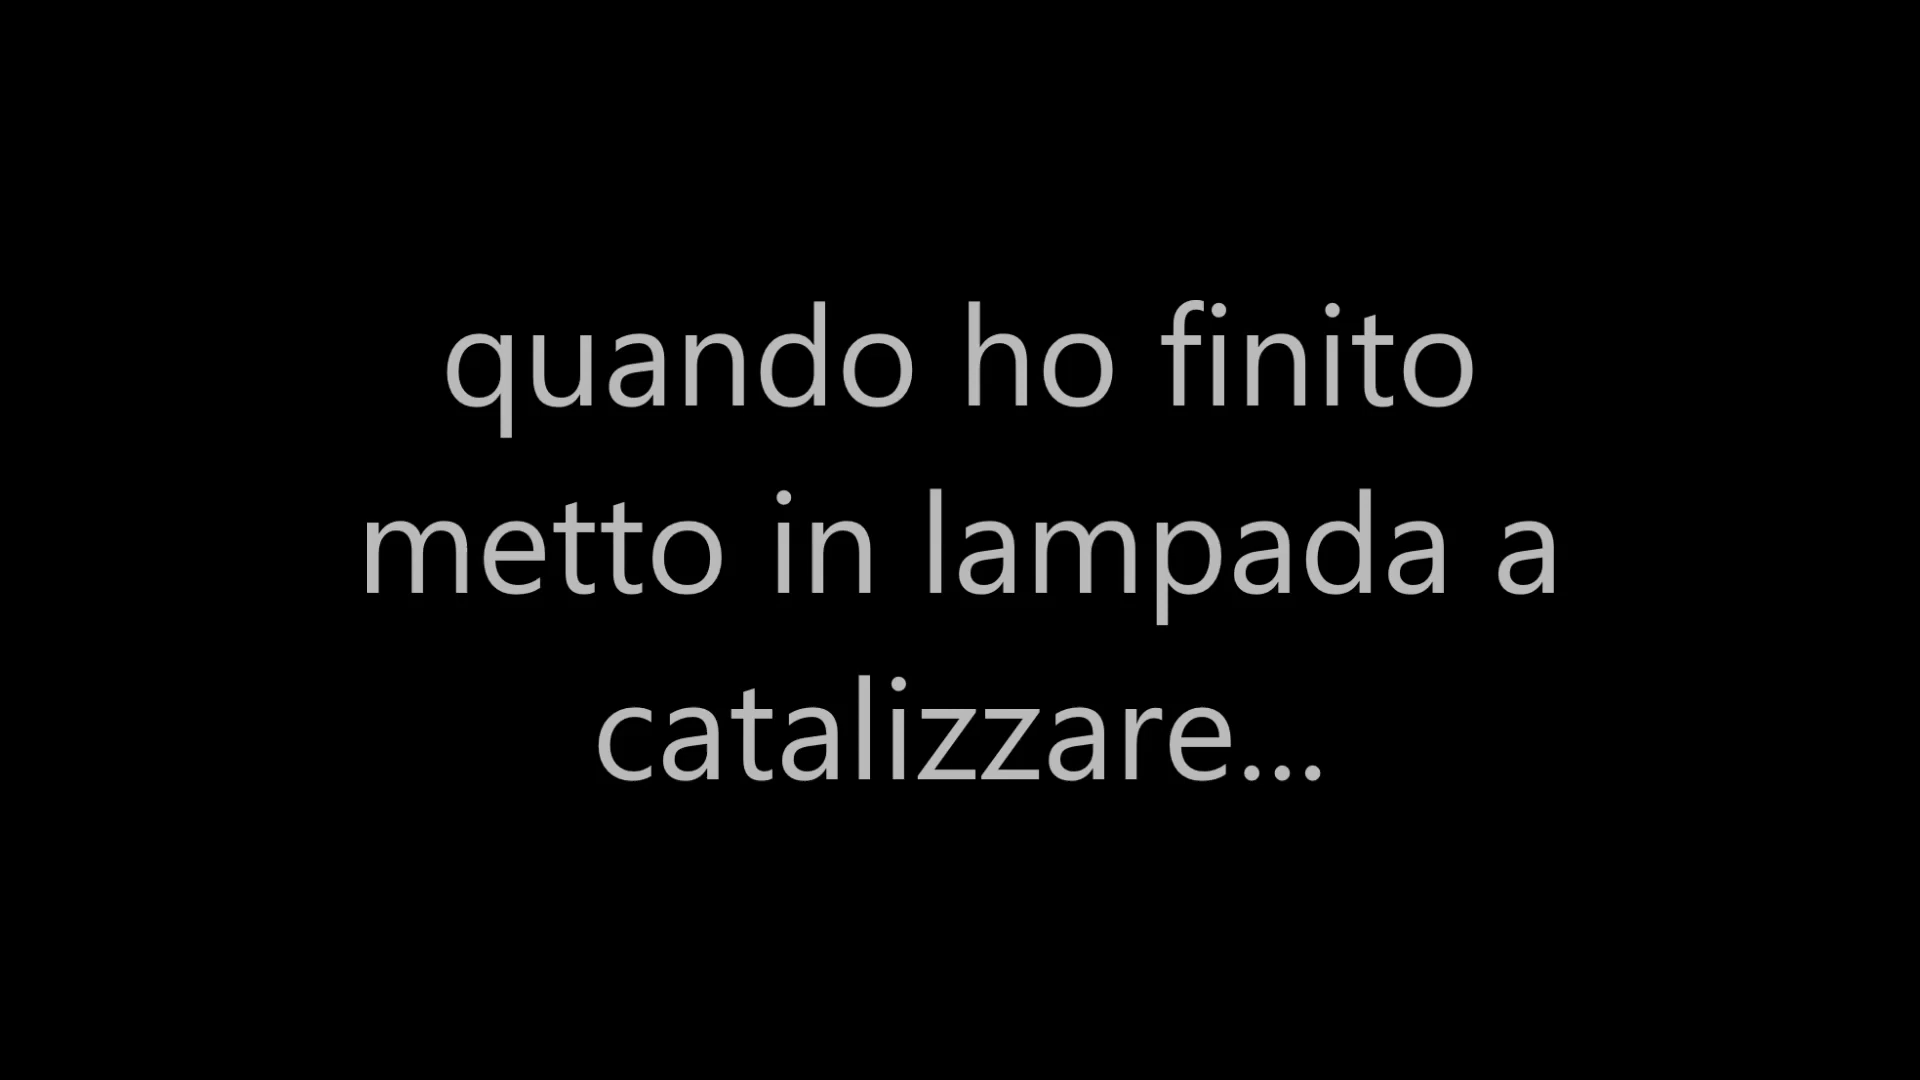 quando ho finito
metto in lampada a
catalizzare...